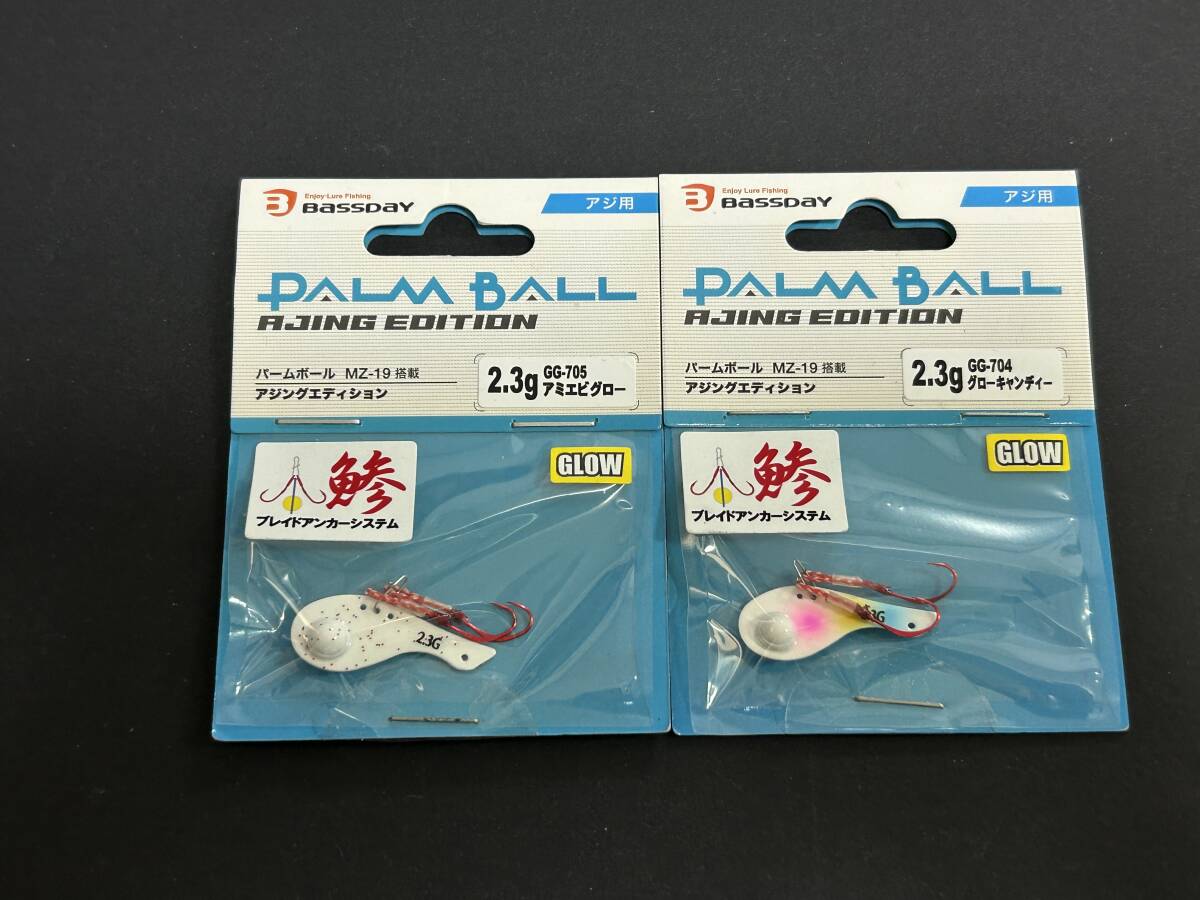 Enjoy Lure Fishing
BASSDAY
アジ用
PALM BALL
AJING EDITION
パームボール MZ-19 搭載
アジングエディション
2.3g
GG-705
アミエビグロー
鯵
ブレイドアンカーシステム
GLOW
2.3G
Enjoy Lure Fishing
BASSDAY
アジ用
PALM BALL
AJING EDITION
パームボール MZ-19 搭載
アジングエディション
2.3g
GG-704
グローキャンディー
鯵
ブレイドアンカーシステム
GLOW
.3G